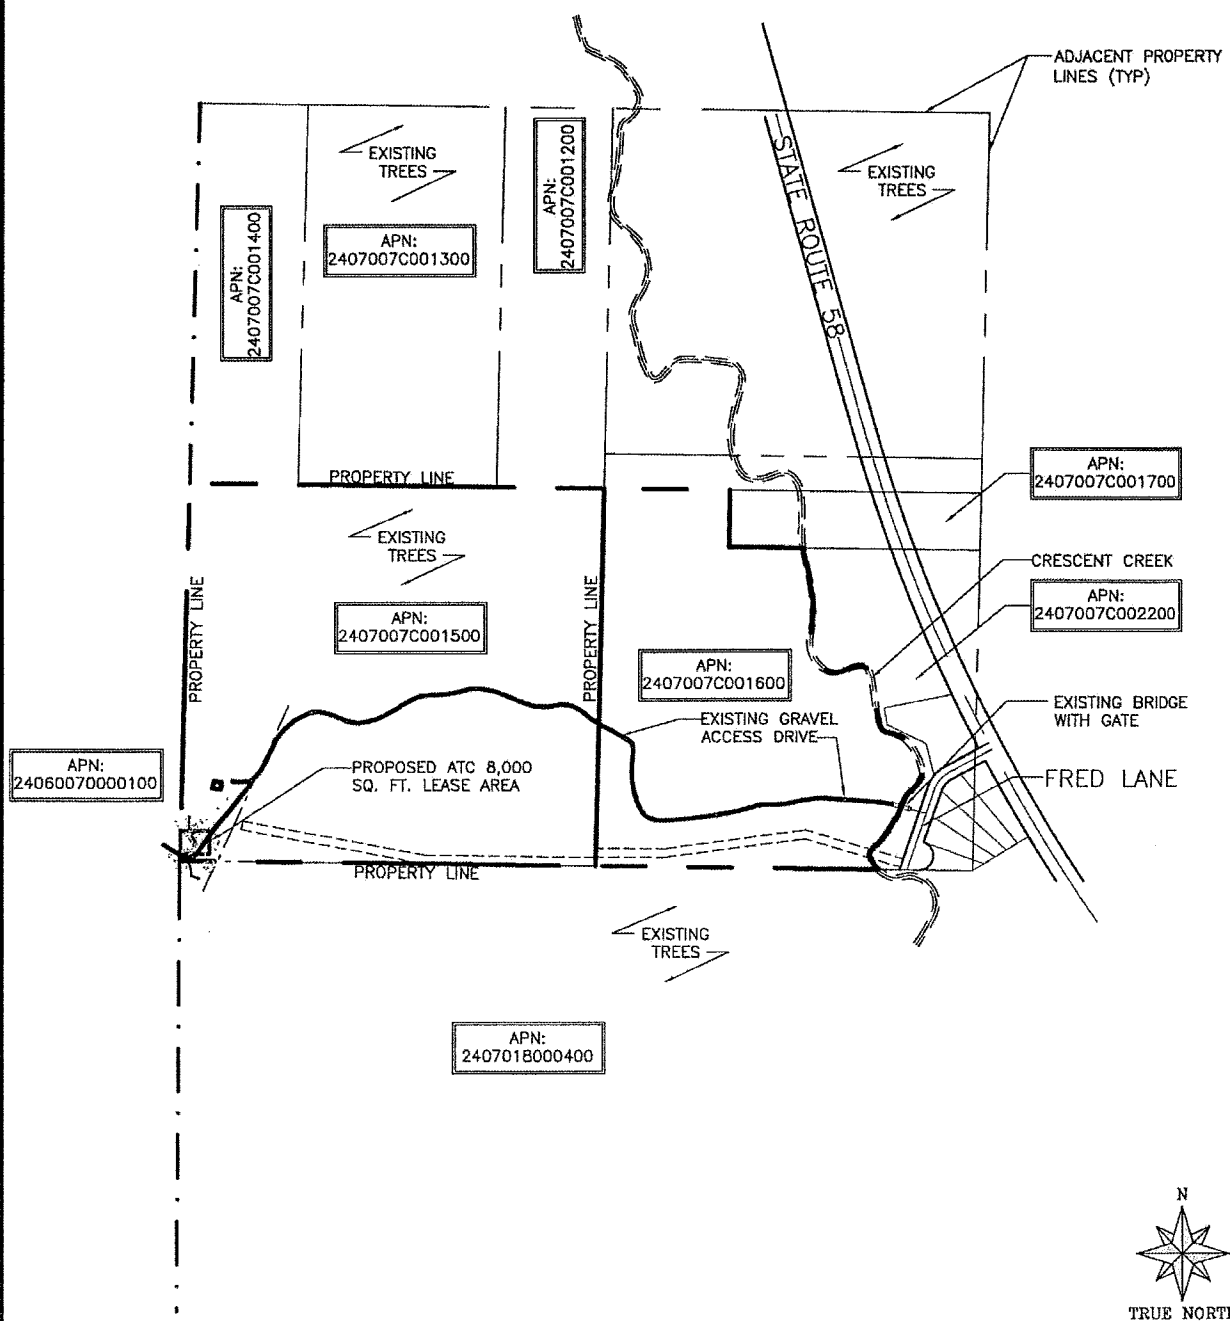 ADJACENT PROPERTY
LINES (TYP)
EXISTING
TREES
APN:
2407007C001200
STATE ROUTE 58
EXISTING
TREES
APN:
2407007C001400
APN:
2407007C001300
PROPERTY LINE
APN:
2407007C001700
EXISTING
TREES
CRESCENT CREEK
PROPERTY LINE
PROPERTY LINE
APN:
2407007C001500
APN:
2407007C002200
APN:
2407007C001600
EXISTING GRAVEL
ACCESS DRIVE
EXISTING BRIDGE
WITH GATE
APN:
24060070000100
PROPOSED ATC 8,000
SQ. FT. LEASE AREA
FRED LANE
PROPERTY LINE
EXISTING
TREES
APN:
2407018000400
N
TRUE NORTH